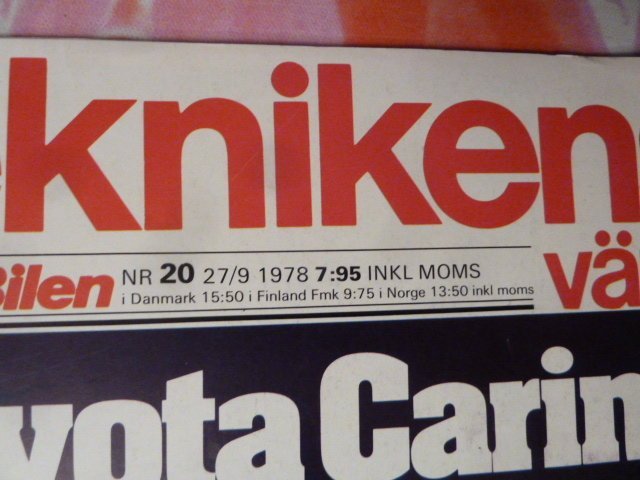 eknikens
Bilen NR 20 27/9 1978 7:95 INKL MOMS
i Danmark 15:50 i Finland Fmk 9:75 i Norge 13:50 inkl moms
vä
yota Carin